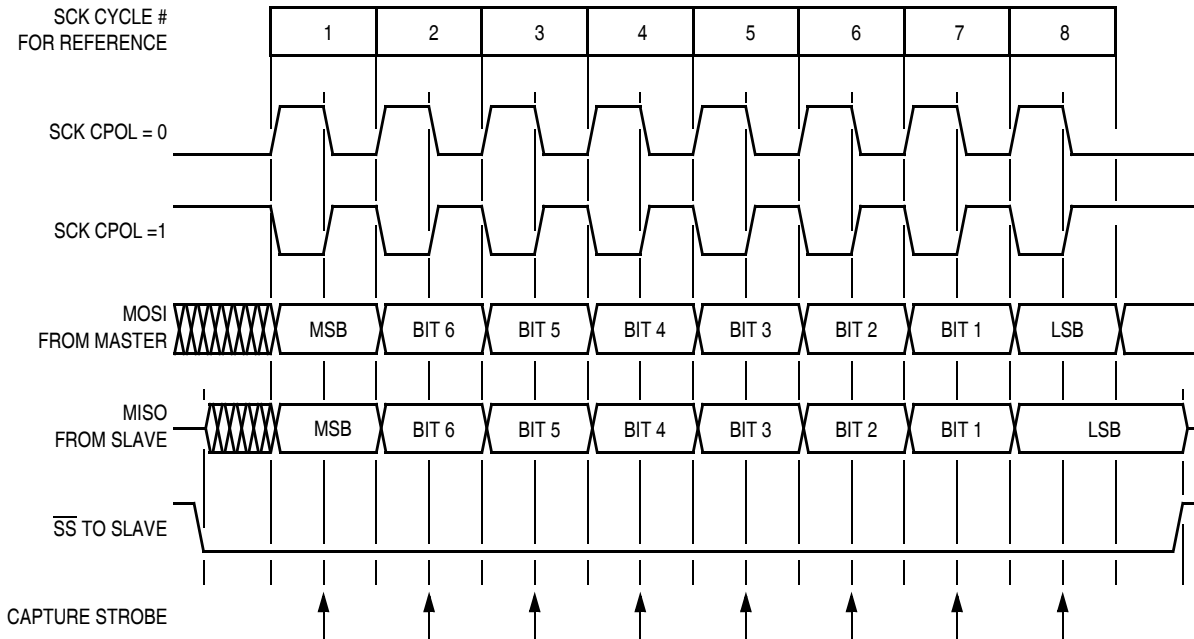 SCK CYCLE #
FOR REFERENCE
1 2 3 4 5 6 7 8
SCK CPOL = 0
SCK CPOL =1
MOSI
FROM MASTER
MSB BIT 6 BIT 5 BIT 4 BIT 3 BIT 2 BIT 1 LSB
MISO
FROM SLAVE
MSB BIT 6 BIT 5 BIT 4 BIT 3 BIT 2 BIT 1 LSB
S̅S̅ TO SLAVE
CAPTURE STROBE